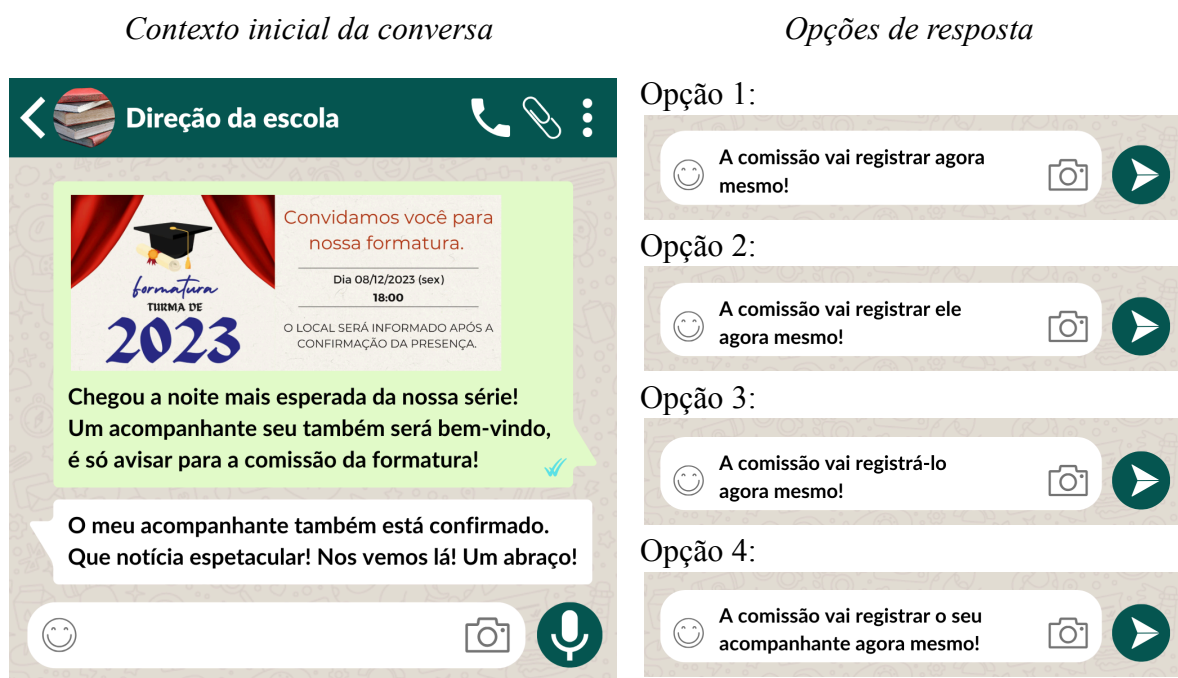 Contexto inicial da conversa
Direção da escola
formatura
TURMA DE
2023
Convidamos você para
nossa formatura.
Dia 08/12/2023 (sex)
18:00
O LOCAL SERÁ INFORMADO APÓS A
CONFIRMAÇÃO DA PRESENÇA.
Chegou a noite mais esperada da nossa série!
Um acompanhante seu também será bem-vindo,
é só avisar para a comissão da formatura!
O meu acompanhante também está confirmado.
Que notícia espetacular! Nos vemos lá! Um abraço!
Opções de resposta
Opção 1:
A comissão vai registrar agora
mesmo!
Opção 2:
A comissão vai registrar ele
agora mesmo!
Opção 3:
A comissão vai registrá-lo
agora mesmo!
Opção 4:
A comissão vai registrar o seu
acompanhante agora mesmo!